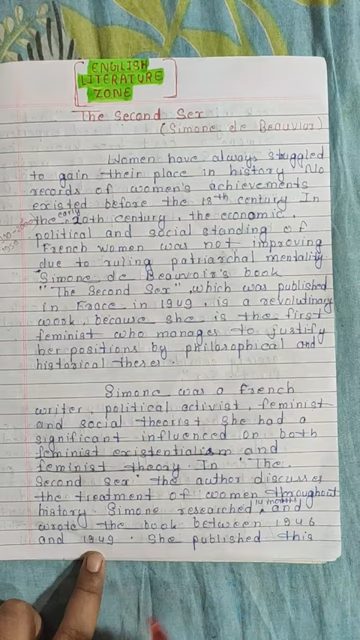 ENGLISH
LITERATURE
ZONE
The Second Sex
(Simone de Beauvior)
Women have always struggled
to gain their place in history. No
records of women's achievements
existed before the 18th century. In
the early 20th century, the economic,
political and social standing of
French women was not improving
due to ruling patriarchal mentality
Simone de Beauvoir's book
"The Second Sex", which was published
in France in 1949, is a revolutionary
wook, because she is the first
feminist who manages to justify
her positions by philosophical and
historical theses.
Simone was a French
writer, political activist, feminist
and social theorist. She had a
significant influenced on both
feminist existentialism and
feminist theory. In "The
Second Sex" the author discusses
the treatment of women throughout
history. Simone researched, and
wrote the book between 1946
and 1949. She published this